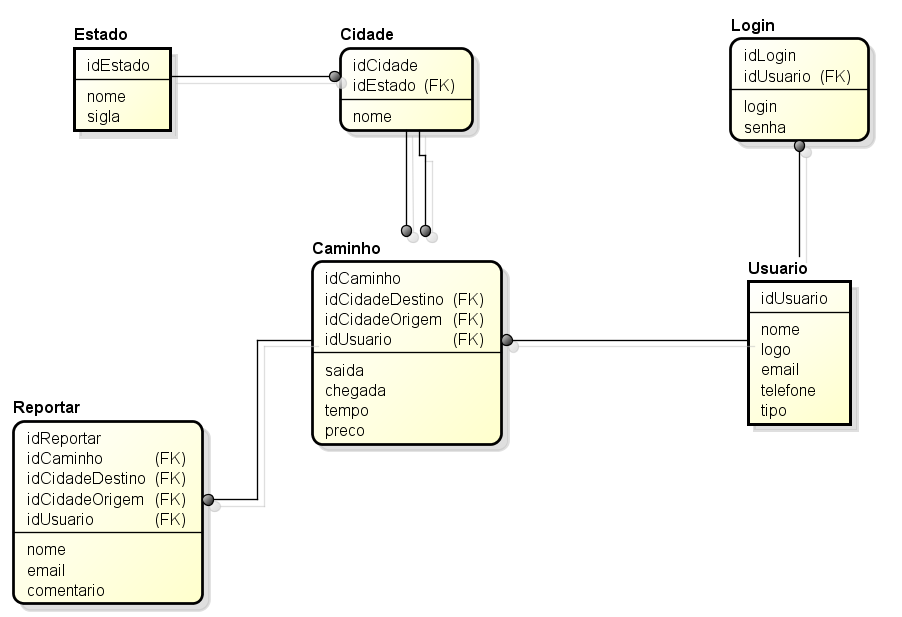 Estado
idEstado
nome
sigla
Cidade
idCidade
idEstado (FK)
nome
Login
idLogin
idUsuario (FK)
login
senha
Caminho
idCaminho
idCidadeDestino (FK)
idCidadeOrigem (FK)
idUsuario (FK)
saida
chegada
tempo
preco
Usuario
idUsuario
nome
logo
email
telefone
tipo
Reportar
idReportar
idCaminho (FK)
idCidadeDestino (FK)
idCidadeOrigem (FK)
idUsuario (FK)
nome
email
comentario